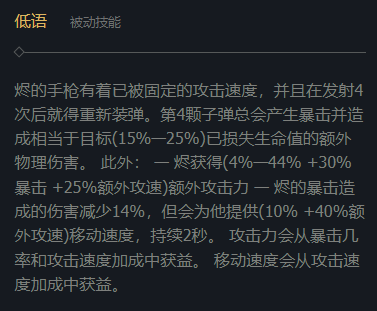 低语 被动技能
烬的手枪有着已被固定的攻击速度，并且在发射4
次后就得重新装弹。第4颗子弹总会产生暴击并造
成相当于目标(15%—25%)已损失生命值的额外
物理伤害。 此外： — 烬获得(4%—44% +30%
暴击 +25%额外攻速)额外攻击力 — 烬的暴击造
成的伤害减少14%，但会为他提供(10% +40%额
外攻速)移动速度，持续2秒。 攻击力会从暴击几
率和攻击速度加成中获益。 移动速度会从攻击速
度加成中获益。